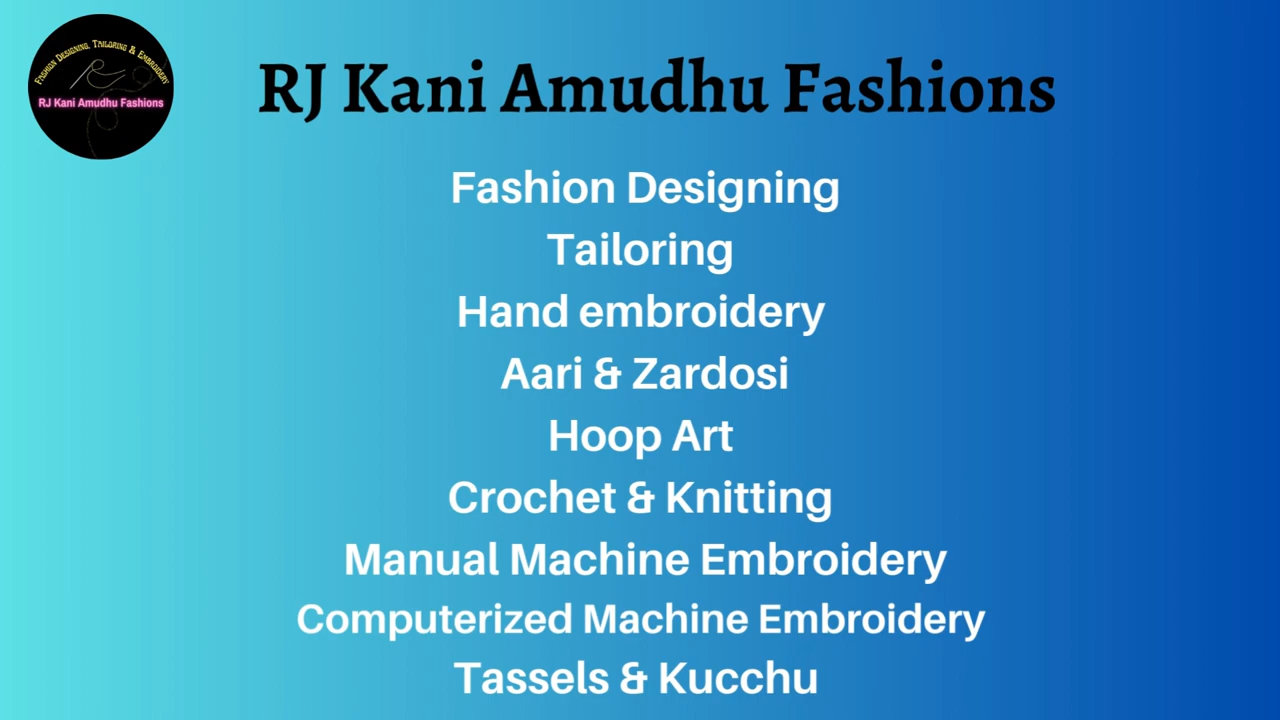 Fashion Designing, Tailoring & Embroidery
RJ Kani Amudhu Fashions
RJ Kani Amudhu Fashions
Fashion Designing
Tailoring
Hand embroidery
Aari & Zardosi
Hoop Art
Crochet & Knitting
Manual Machine Embroidery
Computerized Machine Embroidery
Tassels & Kucchu